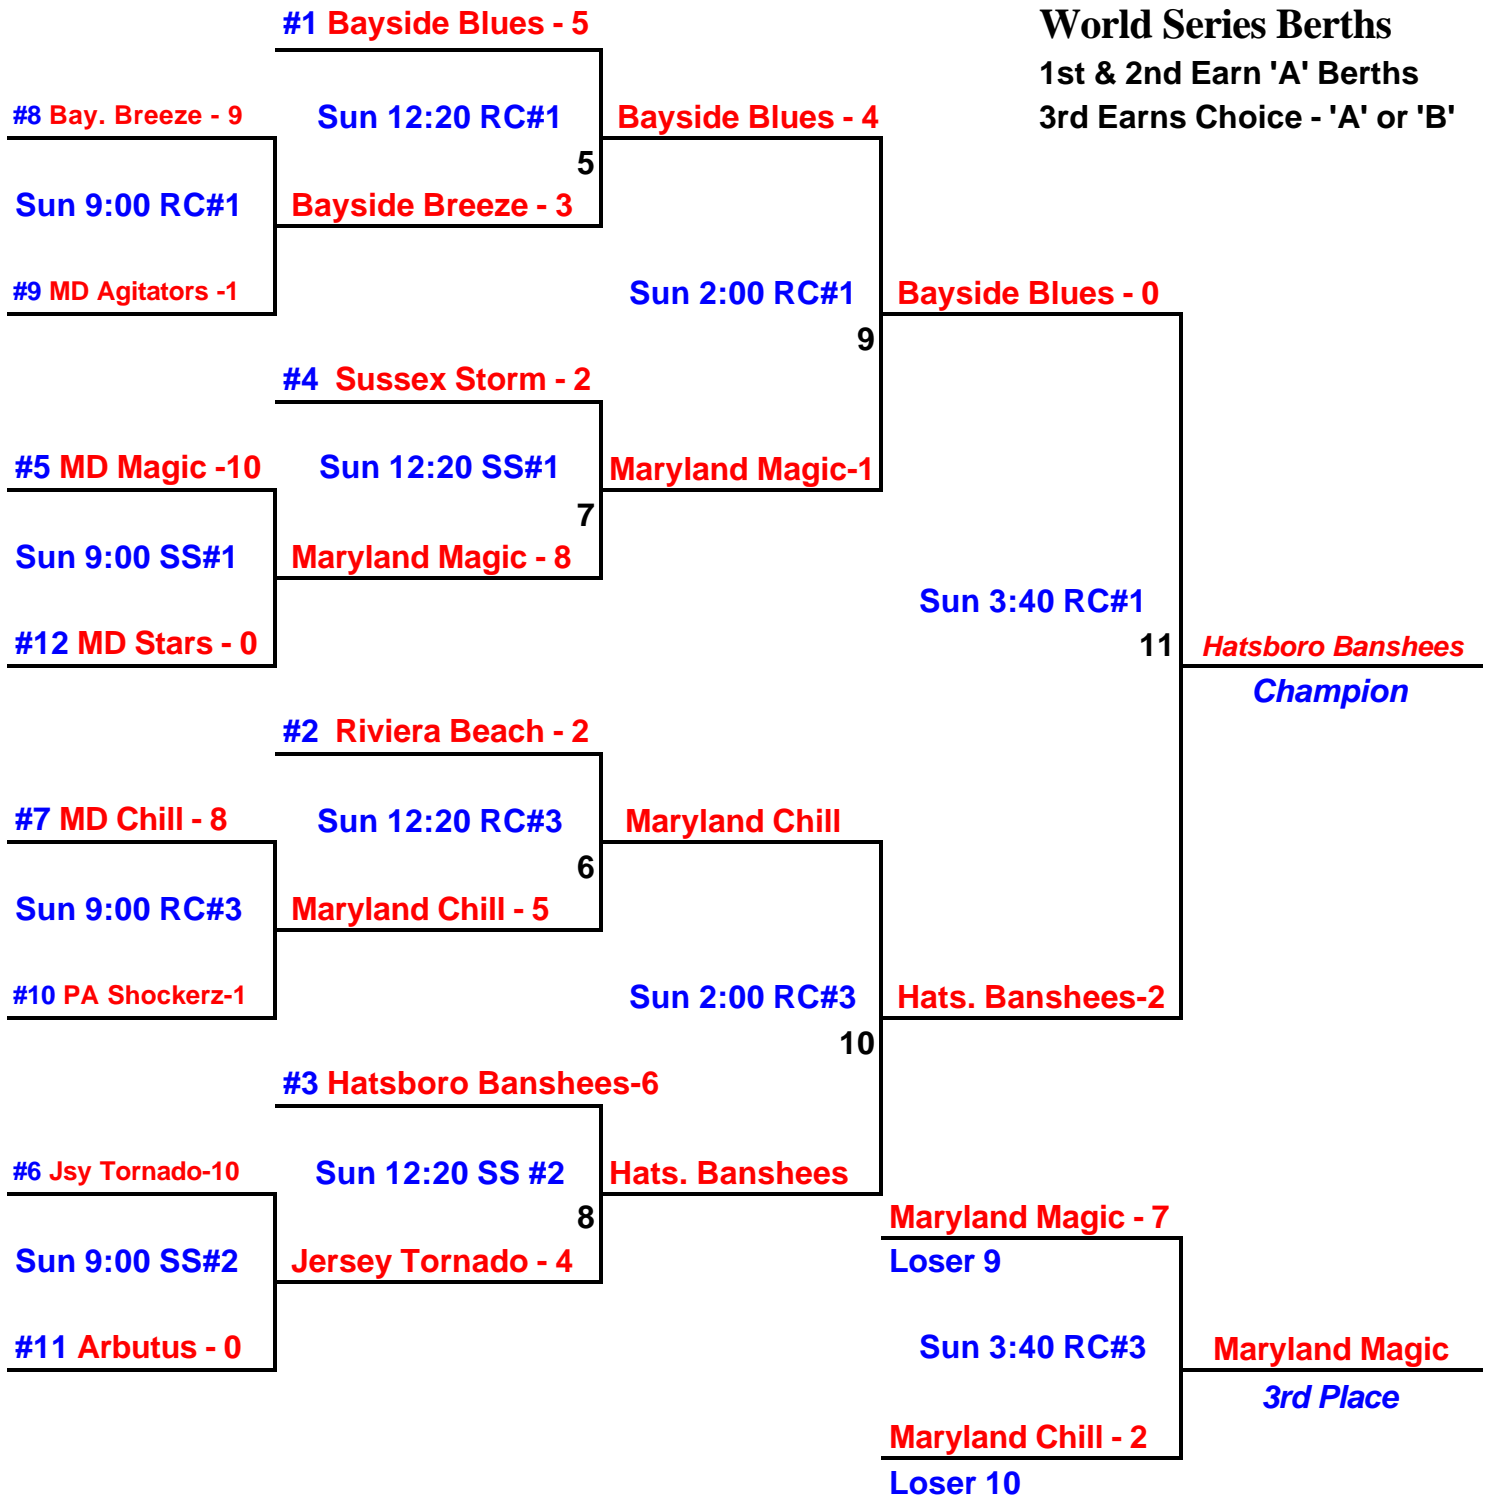 #1 Bayside Blues - 5
World Series Berths
1st & 2nd Earn 'A' Berths
3rd Earns Choice - 'A' or 'B'
#8 Bay. Breeze - 9
Sun 12:20 RC#1
Bayside Blues - 4
5
Sun 9:00 RC#1
Bayside Breeze - 3
#9 MD Agitators -1
Sun 2:00 RC#1
Bayside Blues - 0
9
#4 Sussex Storm - 2
#5 MD Magic -10
Sun 12:20 SS#1
Maryland Magic-1
7
Sun 9:00 SS#1
Maryland Magic - 8
Sun 3:40 RC#1
#12 MD Stars - 0
11
Hatsboro Banshees
Champion
#2 Riviera Beach - 2
#7 MD Chill - 8
Sun 12:20 RC#3
Maryland Chill
6
Sun 9:00 RC#3
Maryland Chill - 5
#10 PA Shockerz-1
Sun 2:00 RC#3
Hats. Banshees-2
10
#3 Hatsboro Banshees-6
#6 Jsy Tornado-10
Sun 12:20 SS #2
Hats. Banshees
8
Maryland Magic - 7
Sun 9:00 SS#2
Jersey Tornado - 4
Loser 9
#11 Arbutus - 0
Sun 3:40 RC#3
Maryland Magic
3rd Place
Maryland Chill - 2
Loser 10